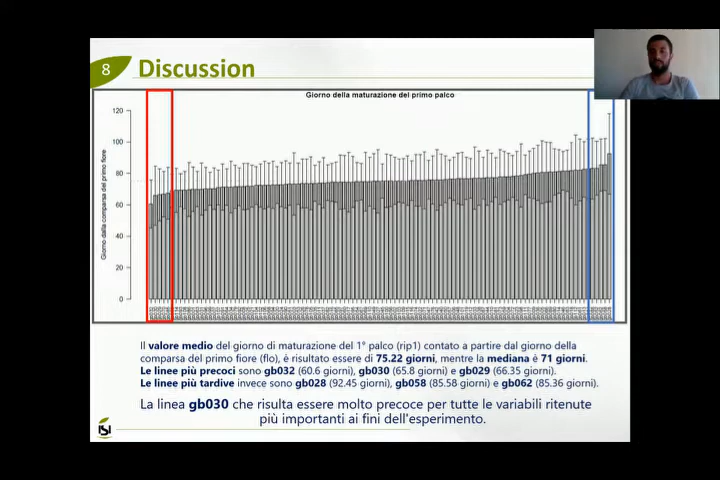 8 Discussion
Giorno della maturazione del primo palco
Giorno dalla comparsa del primo fiore
120
100
80
60
40
20
0
Il valore medio del giorno di maturazione del 1° palco (rip1) contato a partire dal giorno della
comparsa del primo fiore (flo), é risultato essere di 75.22 giorni, mentre la mediana é 71 giorni.
Le linee più precoci sono gb032 (60.6 giorni), gb030 (65.8 giorni) e gb029 (66.35 giorni).
Le linee più tardive invece sono gb028 (92.45 giorni), gb058 (85.58 giorni) e gb062 (85.36 giorni).
La linea gb030 che risulta essere molto precoce per tutte le variabili ritenute
più importanti ai fini dell'esperimento.
ISI